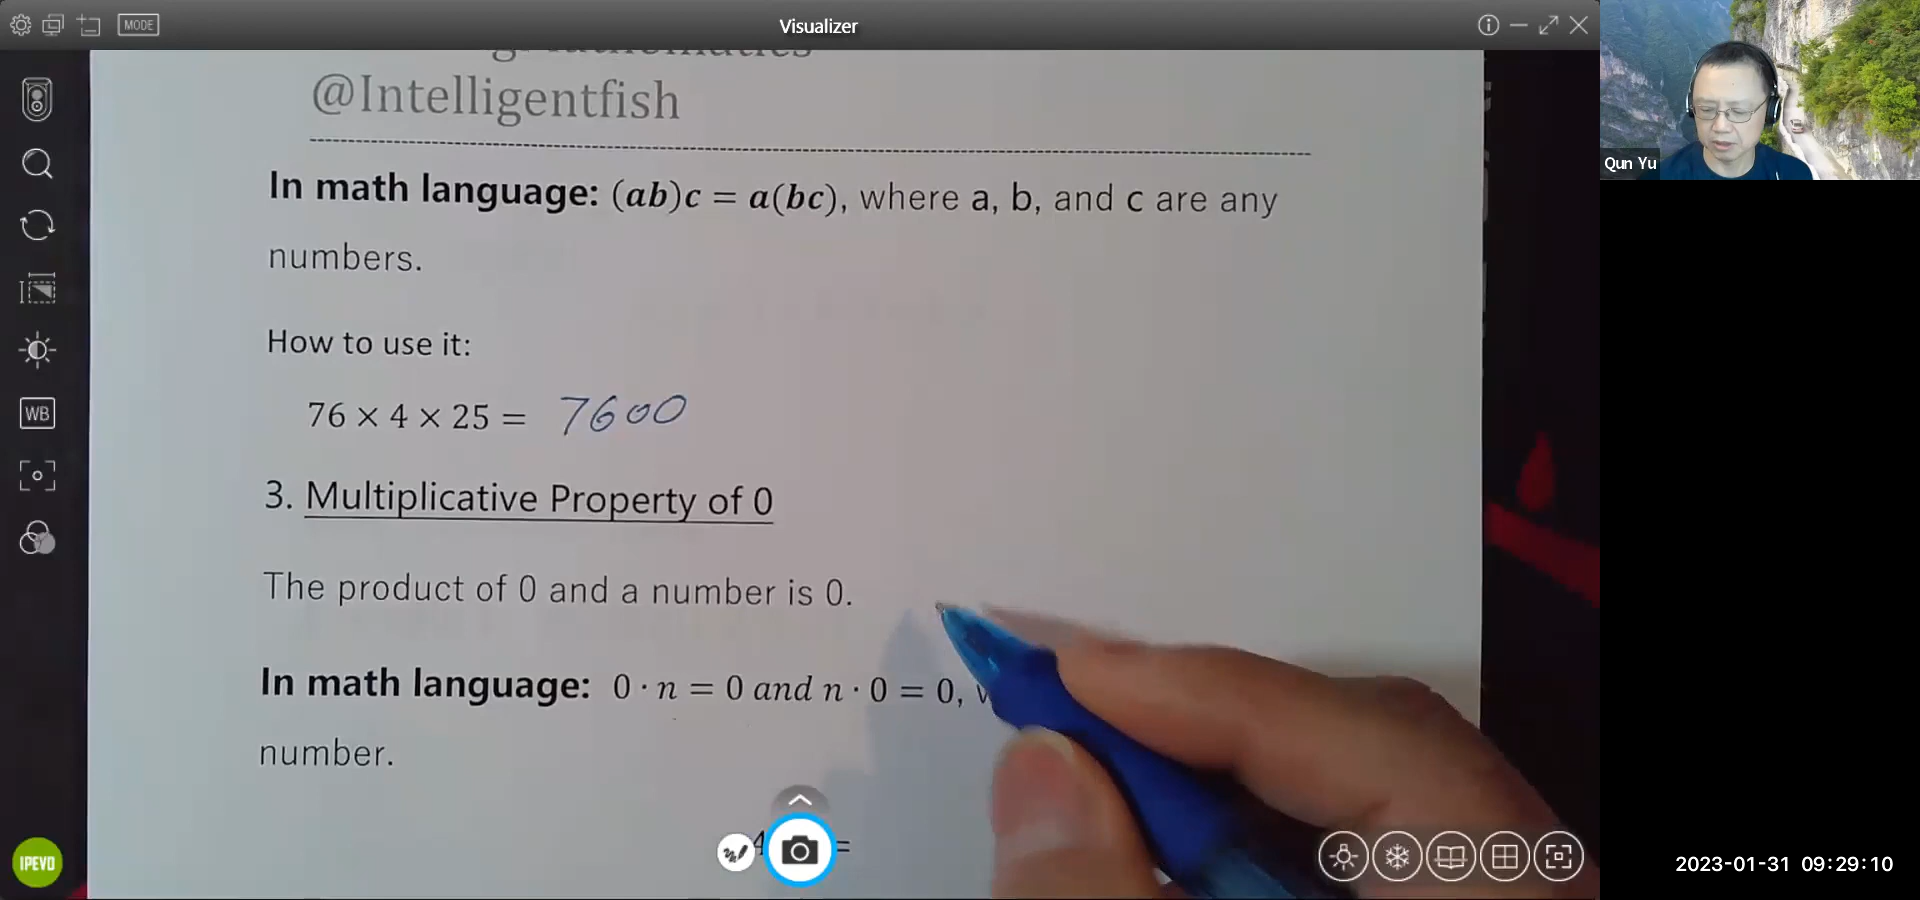 MODE
Visualizer
@Intelligentfish
In math language: (ab)c = a(bc), where a, b, and c are any
numbers.
How to use it:
76 × 4 × 25 = 7600
3. Multiplicative Property of 0
The product of 0 and a number is 0.
In math language: 0 · n = 0 and n · 0 = 0,
number.
=
WB
IPEVO
Qun Yu
2023-01-31 09:29:10